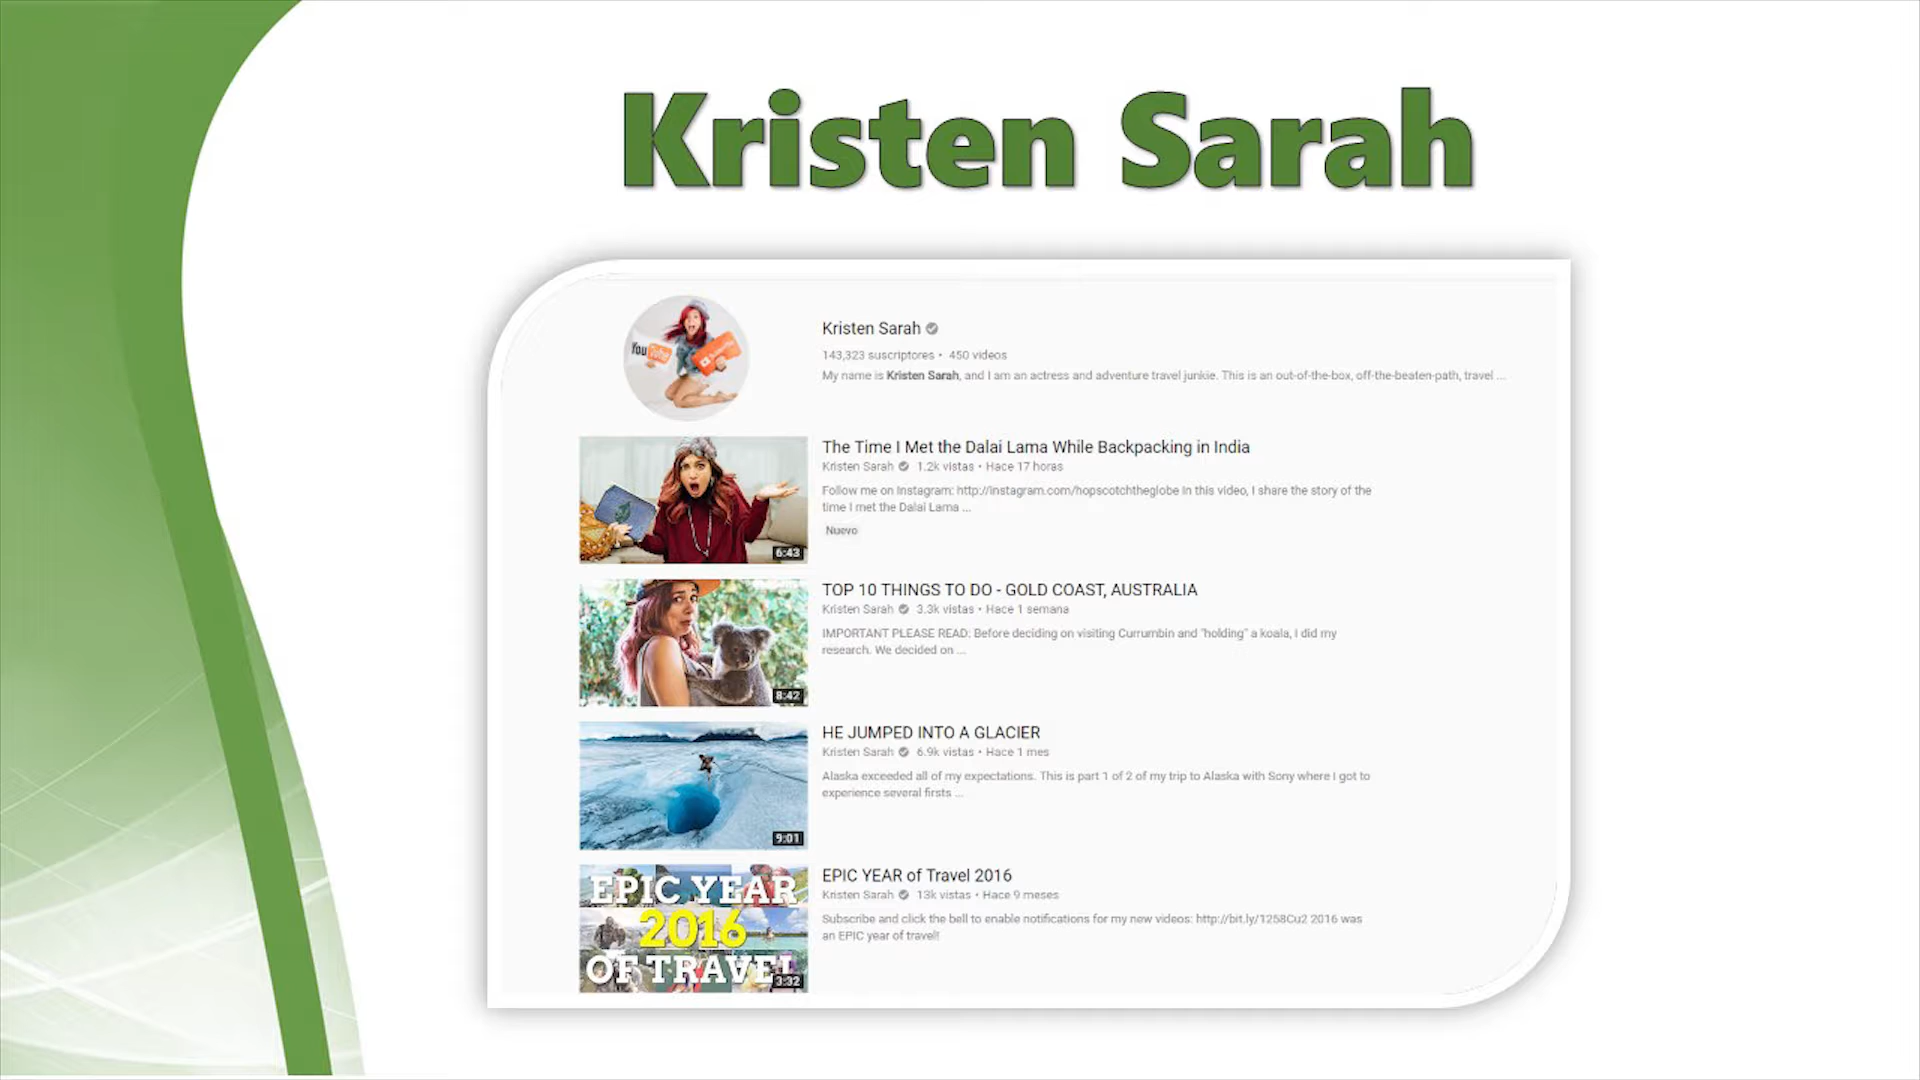 Kristen Sarah
You Tube
Kristen Sarah
143,323 suscriptores • 450 videos
My name is Kristen Sarah, and I am an actress and adventure travel junkie. This is an out-of-the-box, off-the-beaten-path, travel ...
The Time I Met the Dalai Lama While Backpacking in India
Kristen Sarah 1.2k vistas • Hace 17 horas
Follow me on Instagram: http://instagram.com/hopscotchtheglobe In this video, I share the story of the
time I met the Dalai Lama ...
Nuevo
6:43
TOP 10 THINGS TO DO - GOLD COAST, AUSTRALIA
Kristen Sarah 3.3k vistas • Hace 1 semana
IMPORTANT PLEASE READ: Before deciding on visiting Currumbin and "holding" a koala, I did my
research. We decided on ...
8:42
HE JUMPED INTO A GLACIER
Kristen Sarah 6.9k vistas • Hace 1 mes
Alaska exceeded all of my expectations. This is part 1 of 2 of my trip to Alaska with Sony where I got to
experience several firsts ...
9:01
EPIC YEAR
2016
OF TRAVEL
3:32
EPIC YEAR of Travel 2016
Kristen Sarah 13k vistas • Hace 9 meses
Subscribe and click the bell to enable notifications for my new videos: http://bit.ly/1258Cu2 2016 was
an EPIC year of travel!